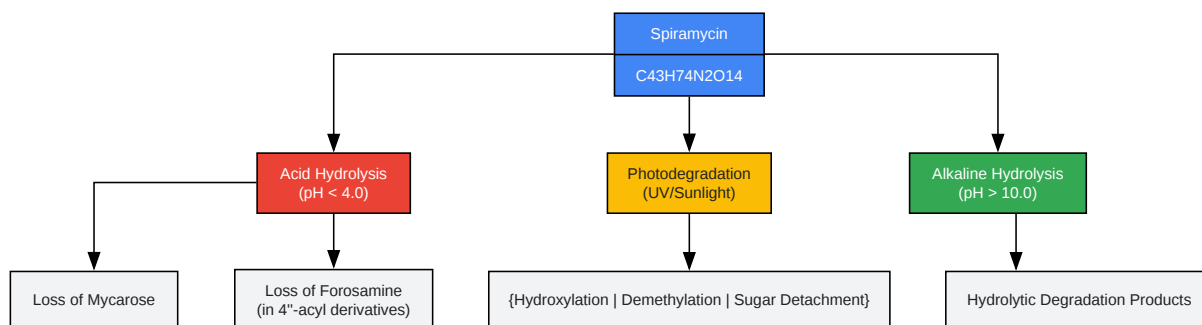 Spiramycin
C43H74N2O14
Acid Hydrolysis
(pH < 4.0)
Photodegradation
(UV/Sunlight)
Alkaline Hydrolysis
(pH > 10.0)
Loss of Mycarose
Loss of Forosamine
(in 4''-acyl derivatives)
{Hydroxylation | Demethylation | Sugar Detachment}
Hydrolytic Degradation Products